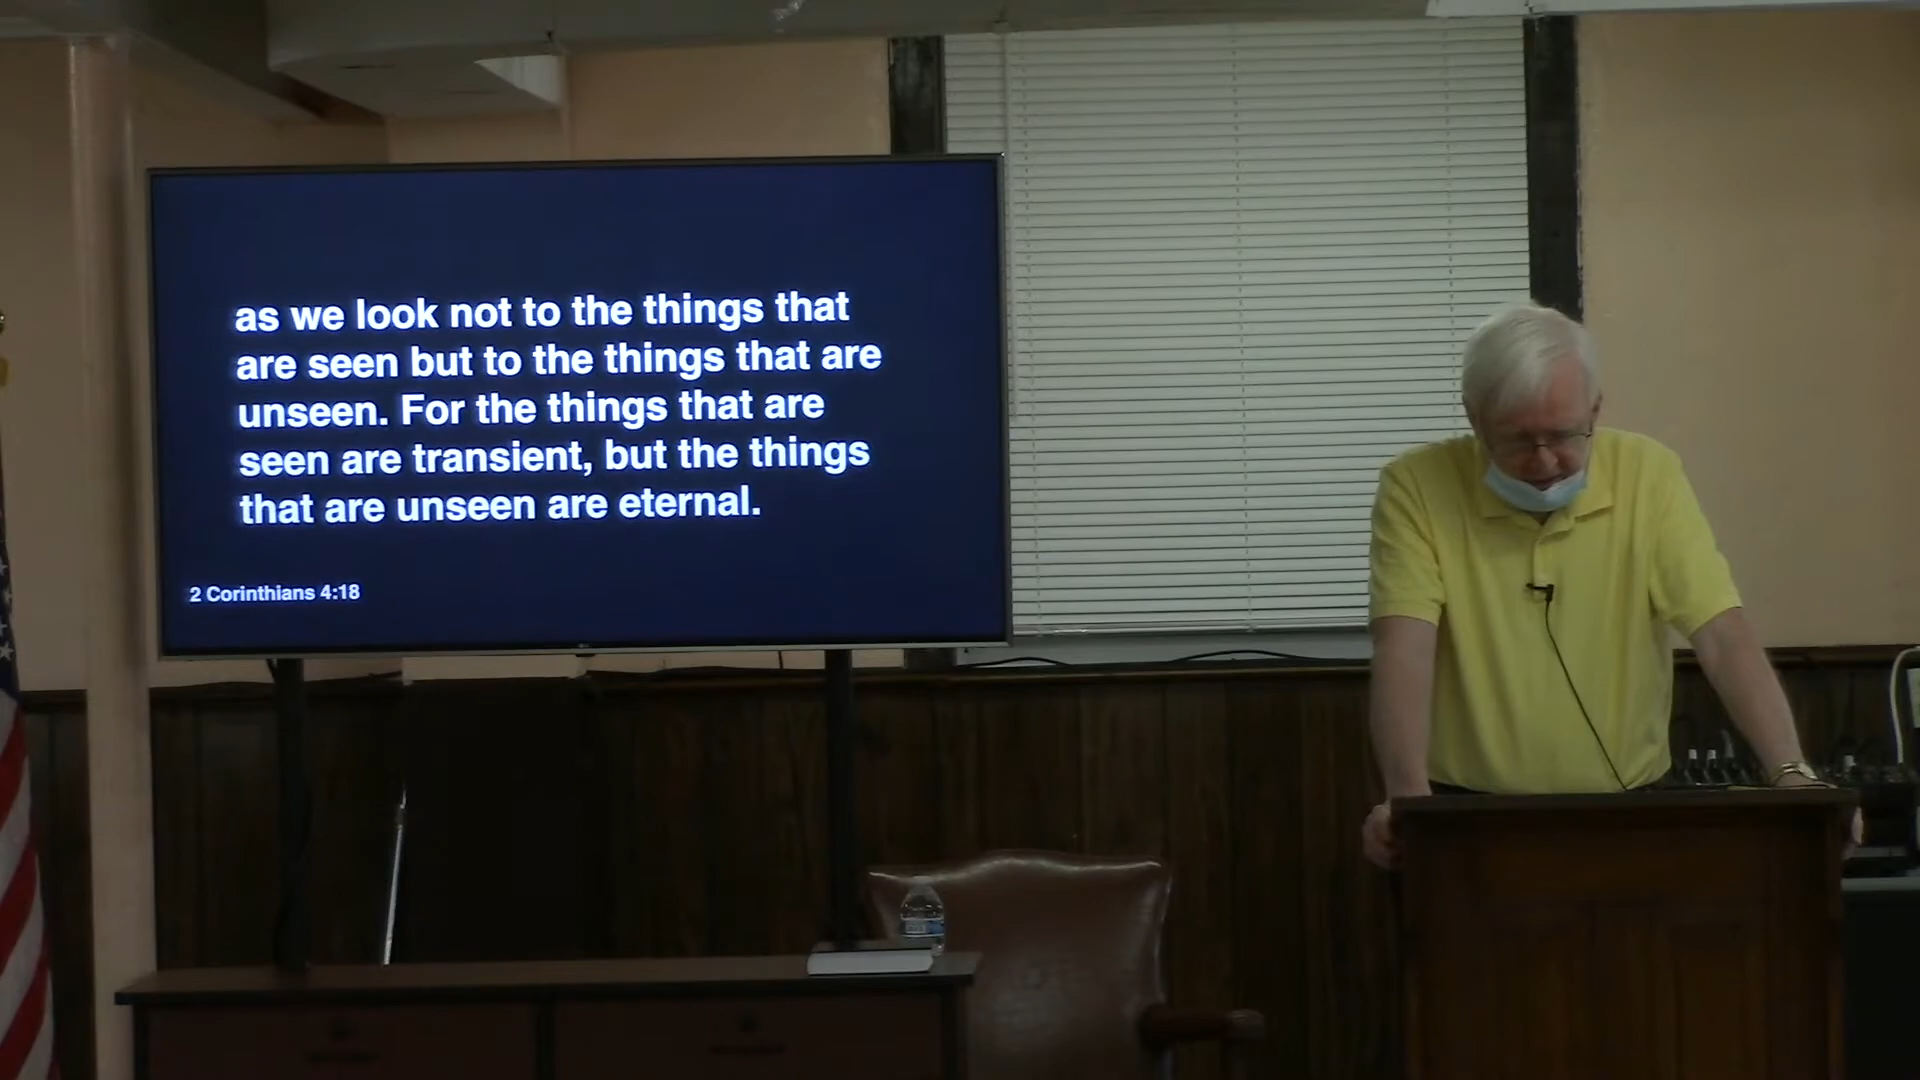 as we look not to the things that
are seen but to the things that are
unseen. For the things that are
seen are transient, but the things
that are unseen are eternal.
2 Corinthians 4:18